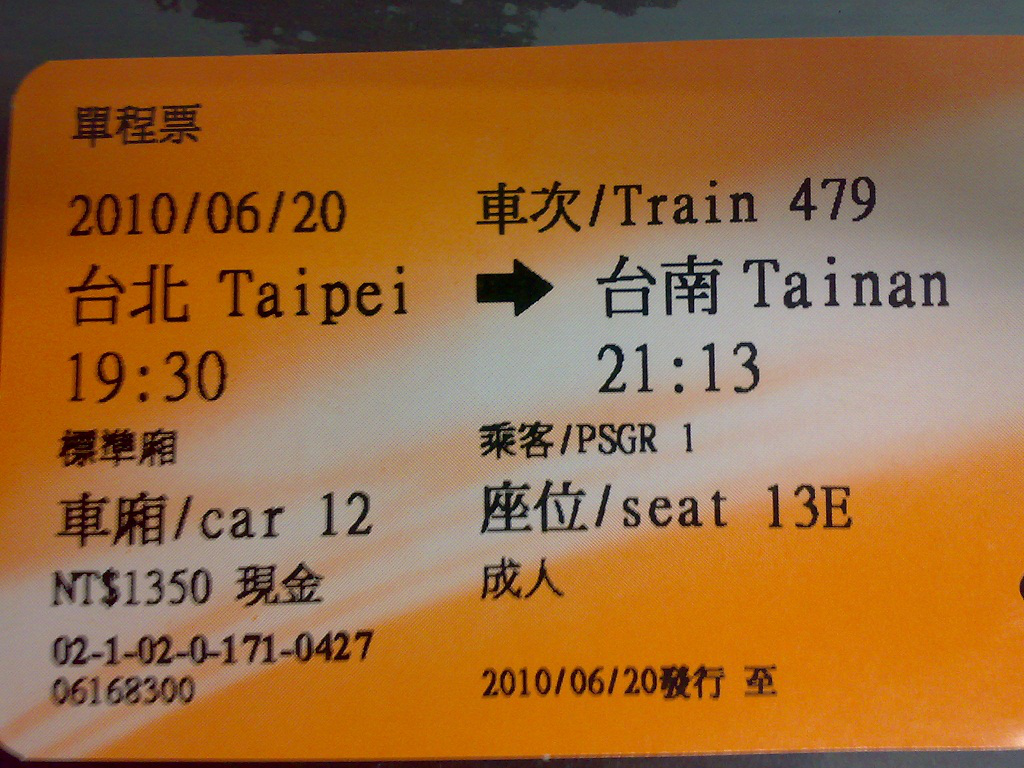 單程票
2010/06/20 車次/Train 479
台北 Taipei → 台南 Tainan
19:30 21:13
標準廂 乘客/PSGR 1
車廂/car 12 座位/seat 13E
NT$1350 現金 成人
02-1-02-0-171-0427
06168300 2010/06/20發行 至